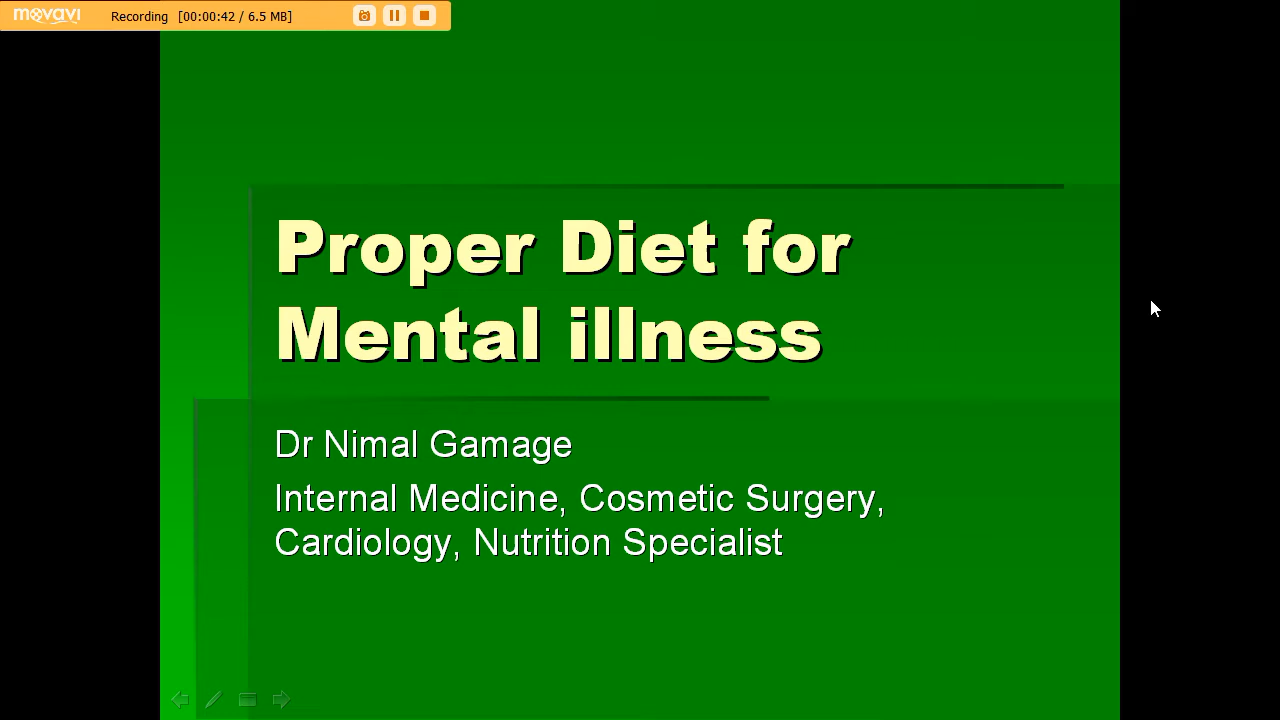 movavi
Recording [00:00:42 / 6.5 MB]
Proper Diet for
Mental illness
Dr Nimal Gamage
Internal Medicine, Cosmetic Surgery,
Cardiology, Nutrition Specialist